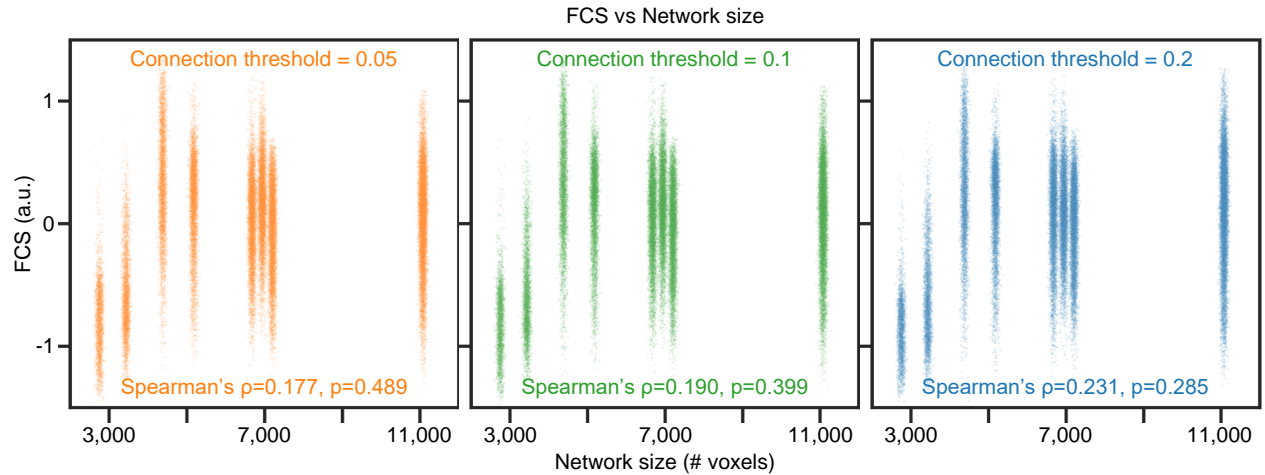 FCS vs Network size
Connection threshold = 0.05
Connection threshold = 0.1
Connection threshold = 0.2
FCS (a.u.)
1
0
-1
Spearman’s ρ=0.177, p=0.489
Spearman’s ρ=0.190, p=0.399
Spearman’s ρ=0.231, p=0.285
3,000 7,000 11,000
3,000 7,000 11,000
3,000 7,000 11,000
Network size (# voxels)